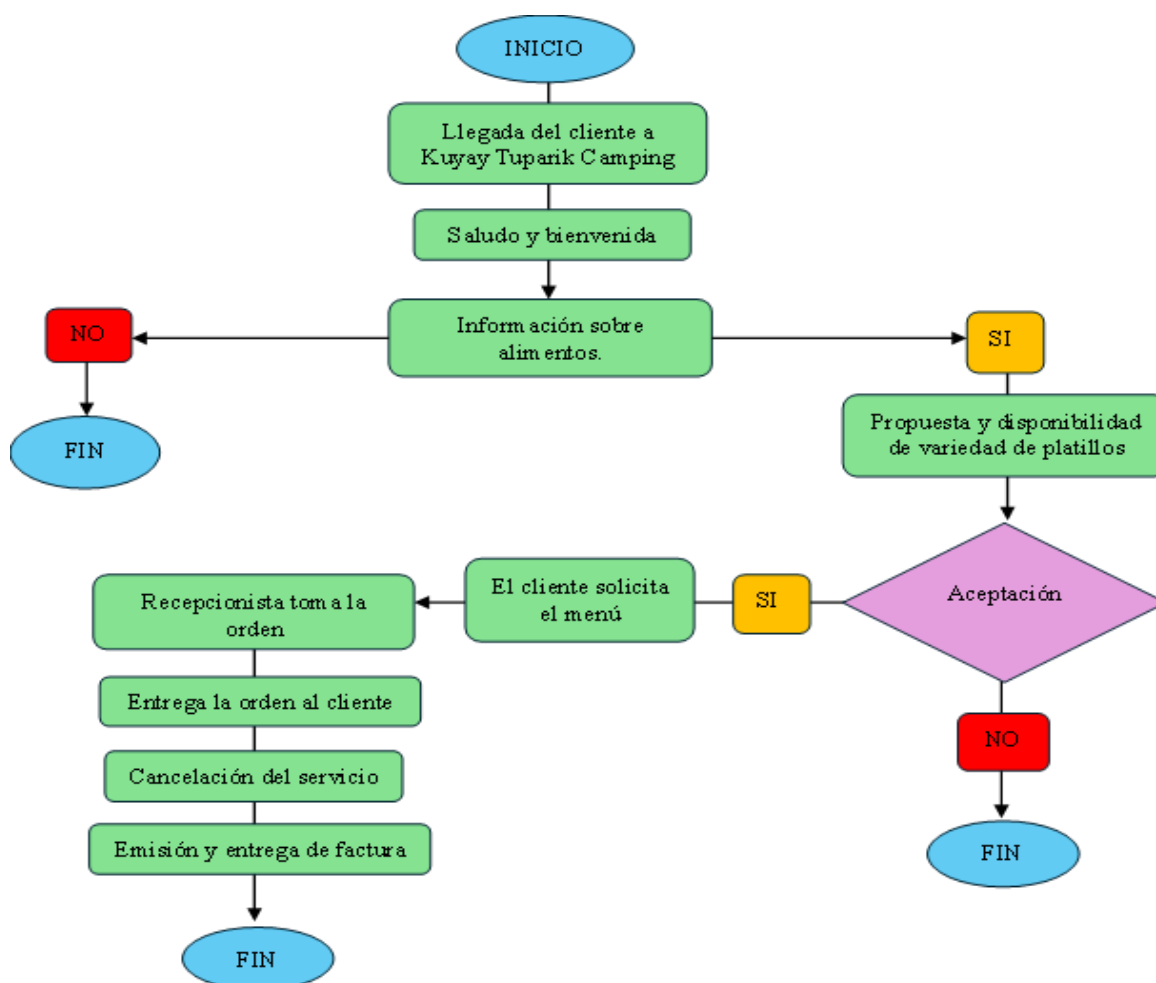 INICIO
Llegada del cliente a
Kuyay Tuparik Camping
Saludo y bienvenida
Información sobre
alimentos.
NO
FIN
SI
Propuesta y disponibilidad
de variedad de platillos
Aceptación
SI
El cliente solicita
el menú
Recepcionista toma la
orden
Entrega la orden al cliente
Cancelación del servicio
Emisión y entrega de factura
FIN
NO
FIN